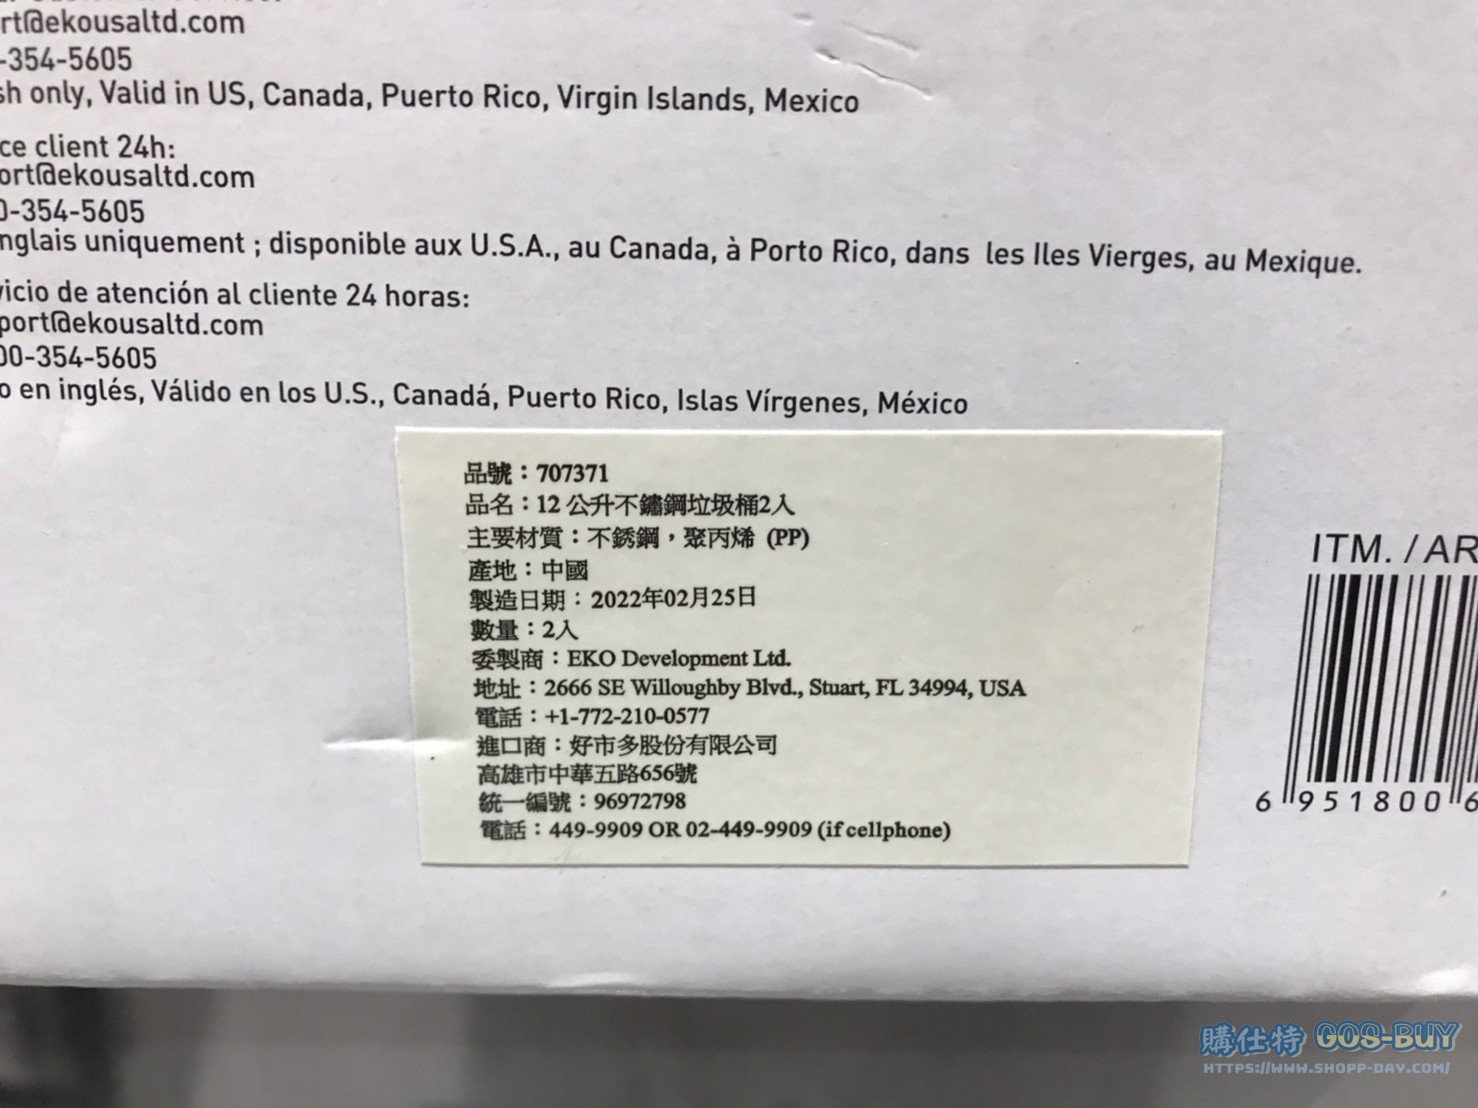 rt@ekousaltd.com
-354-5605
sh only, Valid in US, Canada, Puerto Rico, Virgin Islands, Mexico
ce client 24h:
ort@ekousaltd.com
0-354-5605
nglais uniquement ; disponible aux U.S.A., au Canada, à Porto Rico, dans les Iles Vierges, au Mexique.
vicio de atención al cliente 24 horas:
port@ekousaltd.com
00-354-5605
o en inglés, Válido en los U.S., Canadá, Puerto Rico, Islas Vírgenes, México
品號：707371
品名：12 公升不鏽鋼垃圾桶2入
主要材質：不銹鋼，聚丙烯 (PP)
產地：中國
製造日期：2022年02月25日
數量：2入
委製商：EKO Development Ltd.
地址：2666 SE Willoughby Blvd., Stuart, FL 34994, USA
電話：+1-772-210-0577
進口商：好市多股份有限公司
高雄市中華五路656號
統一編號：96972798
電話：449-9909 OR 02-449-9909 (if cellphone)
ITM. / AR
6 951800 6
購仕特 GOS-BUY
HTTPS://WWW.SHOPP-DAY.COM/